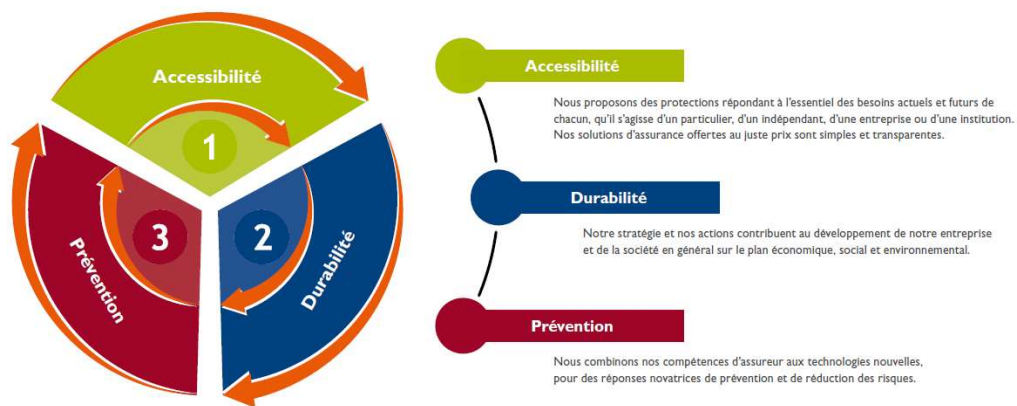 Accessibilité
1
2
3
Durabilité
Prévention
Accessibilité
Nous proposons des protections répondant à l'essentiel des besoins actuels et futurs de
chacun, qu'il s'agisse d'un particulier, d'un indépendant, d'une entreprise ou d'une institution.
Nos solutions d'assurance offertes au juste prix sont simples et transparentes.
Durabilité
Notre stratégie et nos actions contribuent au développement de notre entreprise
et de la société en général sur le plan économique, social et environnemental.
Prévention
Nous combinons nos compétences d'assureur aux technologies nouvelles,
pour des réponses novatrices de prévention et de réduction des risques.